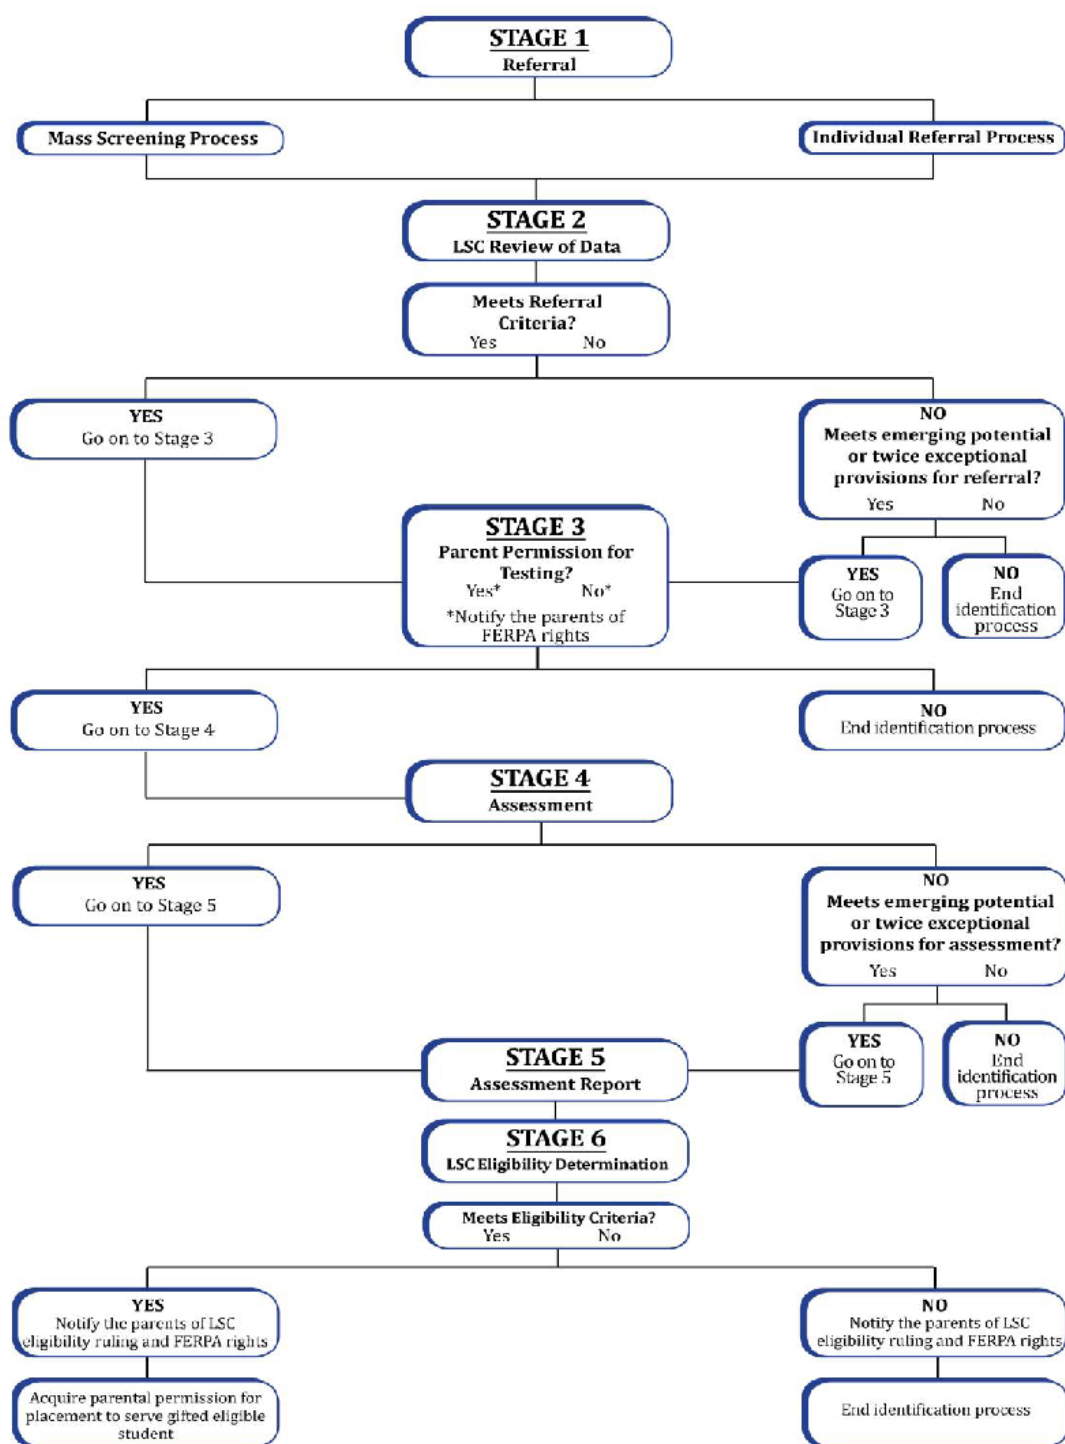 STAGE 1
Referral
Mass Screening Process
Individual Referral Process
STAGE 2
LSC Review of Data
Meets Referral
Criteria?
Yes No
YES
Go on to Stage 3
NO
Meets emerging potential
or twice exceptional
provisions for referral?
Yes No
STAGE 3
Parent Permission for
Testing?
Yes* No*
*Notify the parents of
FERPA rights
YES
Go on to
Stage 3
NO
End
identification
process
YES
Go on to Stage 4
NO
End identification process
STAGE 4
Assessment
YES
Go on to Stage 5
NO
Meets emerging potential
or twice exceptional
provisions for assessment?
Yes No
YES
Go on to
Stage 5
NO
End
identification
process
STAGE 5
Assessment Report
STAGE 6
LSC Eligibility Determination
Meets Eligibility Criteria?
Yes No
YES
Notify the parents of LSC
eligibility ruling and FERPA rights
NO
Notify the parents of LSC
eligibility ruling and FERPA rights
Acquire parental permission for
placement to serve gifted eligible
student
End identification process